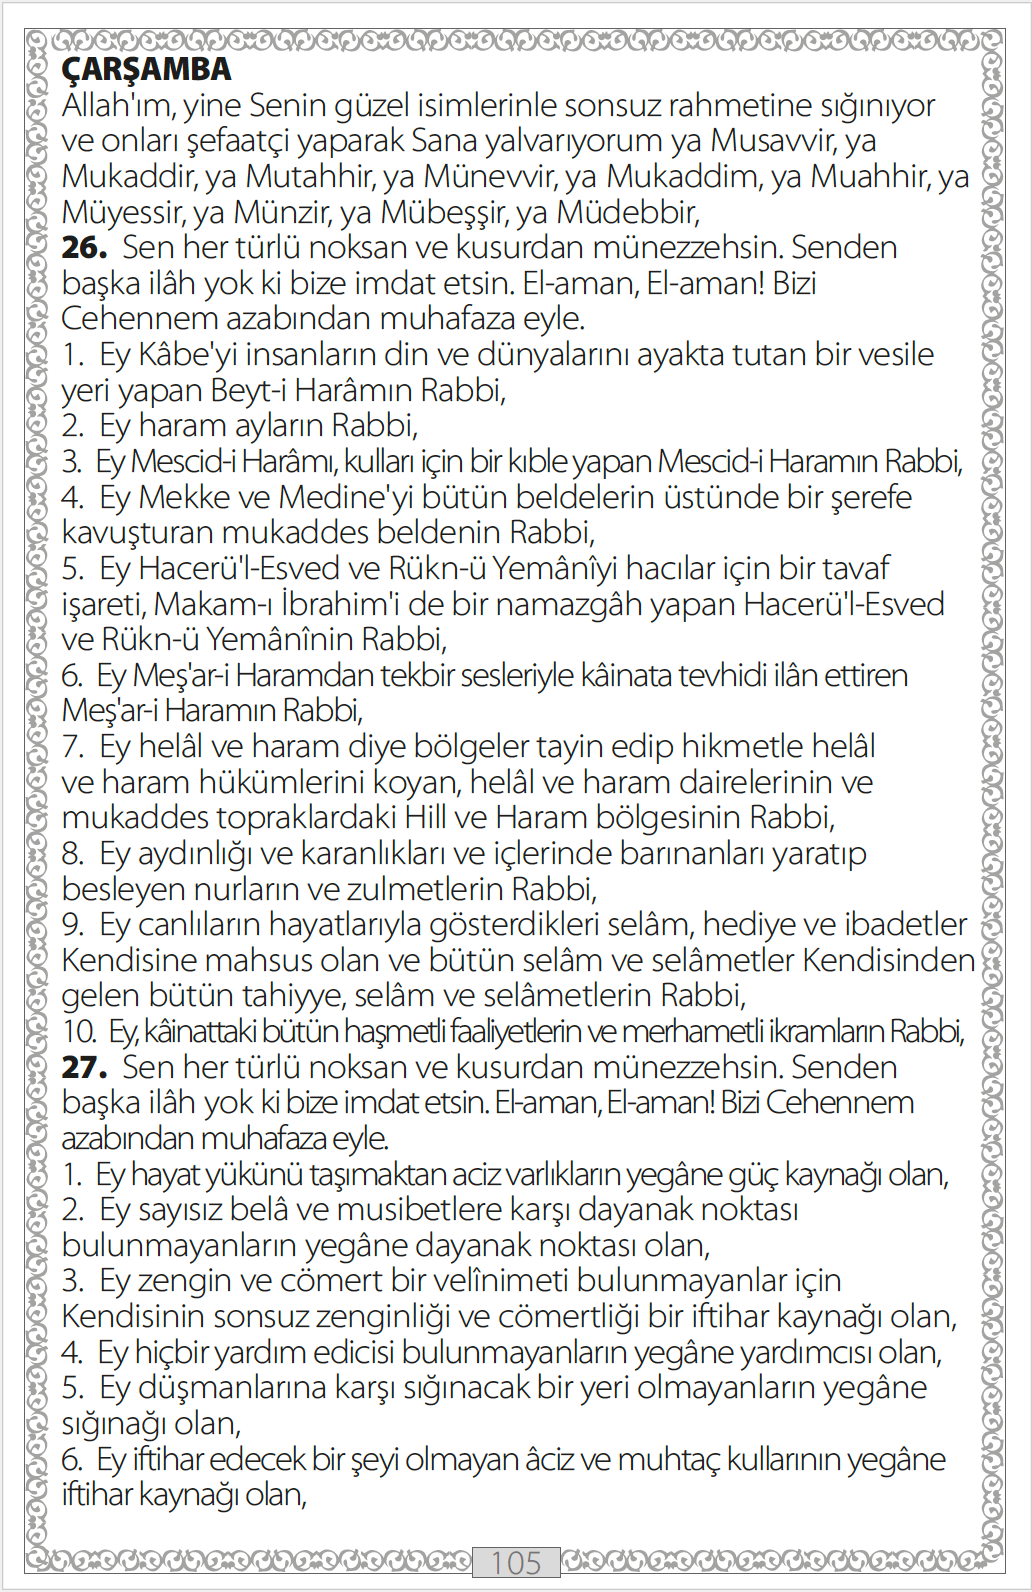 ÇARŞAMBA
Allah'ım, yine Senin güzel isimlerinle sonsuz rahmetine sığınıyor
ve onları şefaatçi yaparak Sana yalvarıyorum ya Musavvir, ya
Mukaddir, ya Mutahhir, ya Münevvir, ya Mukaddim, ya Muahhir, ya
Müyessir, ya Münzir, ya Mübeşşir, ya Müdebbir,
26. Sen her türlü noksan ve kusurdan münezzehsin. Senden
başka ilâh yok ki bize imdat etsin. El-aman, El-aman! Bizi
Cehennem azabından muhafaza eyle.
1. Ey Kâbe'yi insanların din ve dünyalarını ayakta tutan bir vesile
yeri yapan Beyt-i Harâmın Rabbi,
2. Ey haram ayların Rabbi,
3. Ey Mescid-i Harâmı, kulları için bir kıble yapan Mescid-i Haramın Rabbi,
4. Ey Mekke ve Medine'yi bütün beldelerin üstünde bir şerefe
kavuşturan mukaddes beldenin Rabbi,
5. Ey Hacerü'l-Esved ve Rükn-ü Yemânîyi hacılar için bir tavaf
işareti, Makam-ı İbrahim'i de bir namazgâh yapan Hacerü'l-Esved
ve Rükn-ü Yemânînin Rabbi,
6. Ey Meş'ar-i Haramdan tekbir sesleriyle kâinata tevhidi ilân ettiren
Meş'ar-i Haramın Rabbi,
7. Ey helâl ve haram diye bölgeler tayin edip hikmetle helâl
ve haram hükümlerini koyan, helâl ve haram dairelerinin ve
mukaddes topraklardaki Hill ve Haram bölgesinin Rabbi,
8. Ey aydınlığı ve karanlıkları ve içlerinde barınanları yaratıp
besleyen nurların ve zulmetlerin Rabbi,
9. Ey canlıların hayatlarıyla gösterdikleri selâm, hediye ve ibadetler
Kendisine mahsus olan ve bütün selâm ve selâmetler Kendisinden
gelen bütün tahiyye, selâm ve selâmetlerin Rabbi,
10. Ey, kâinattaki bütün haşmetli faaliyetlerin ve merhametli ikramların Rabbi,
27. Sen her türlü noksan ve kusurdan münezzehsin. Senden
başka ilâh yok ki bize imdat etsin. El-aman, El-aman! Bizi Cehennem
azabından muhafaza eyle.
1. Ey hayat yükünü taşımaktan aciz varlıkların yegâne güç kaynağı olan,
2. Ey sayısız belâ ve musibetlere karşı dayanak noktası
bulunmayanların yegâne dayanak noktası olan,
3. Ey zengin ve cömert bir velînimeti bulunmayanlar için
Kendisinin sonsuz zenginliği ve cömertliği bir iftihar kaynağı olan,
4. Ey hiçbir yardım edicisi bulunmayanların yegâne yardımcısı olan,
5. Ey düşmanlarına karşı sığınacak bir yeri olmayanların yegâne
sığınağı olan,
6. Ey iftihar edecek bir şeyi olmayan âciz ve muhtaç kullarının yegâne
iftihar kaynağı olan,
105